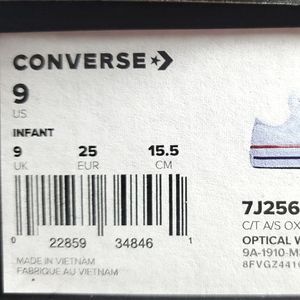 CONVERSE
9
US
INFANT
9 25 15.5
UK EUR CM
0 22859 34846 1
MADE IN VIETNAM
FABRIQUE AU VIETNAM
7J256
C/T A/S OX
OPTICAL W
9A-1910-M
8FVGZ441